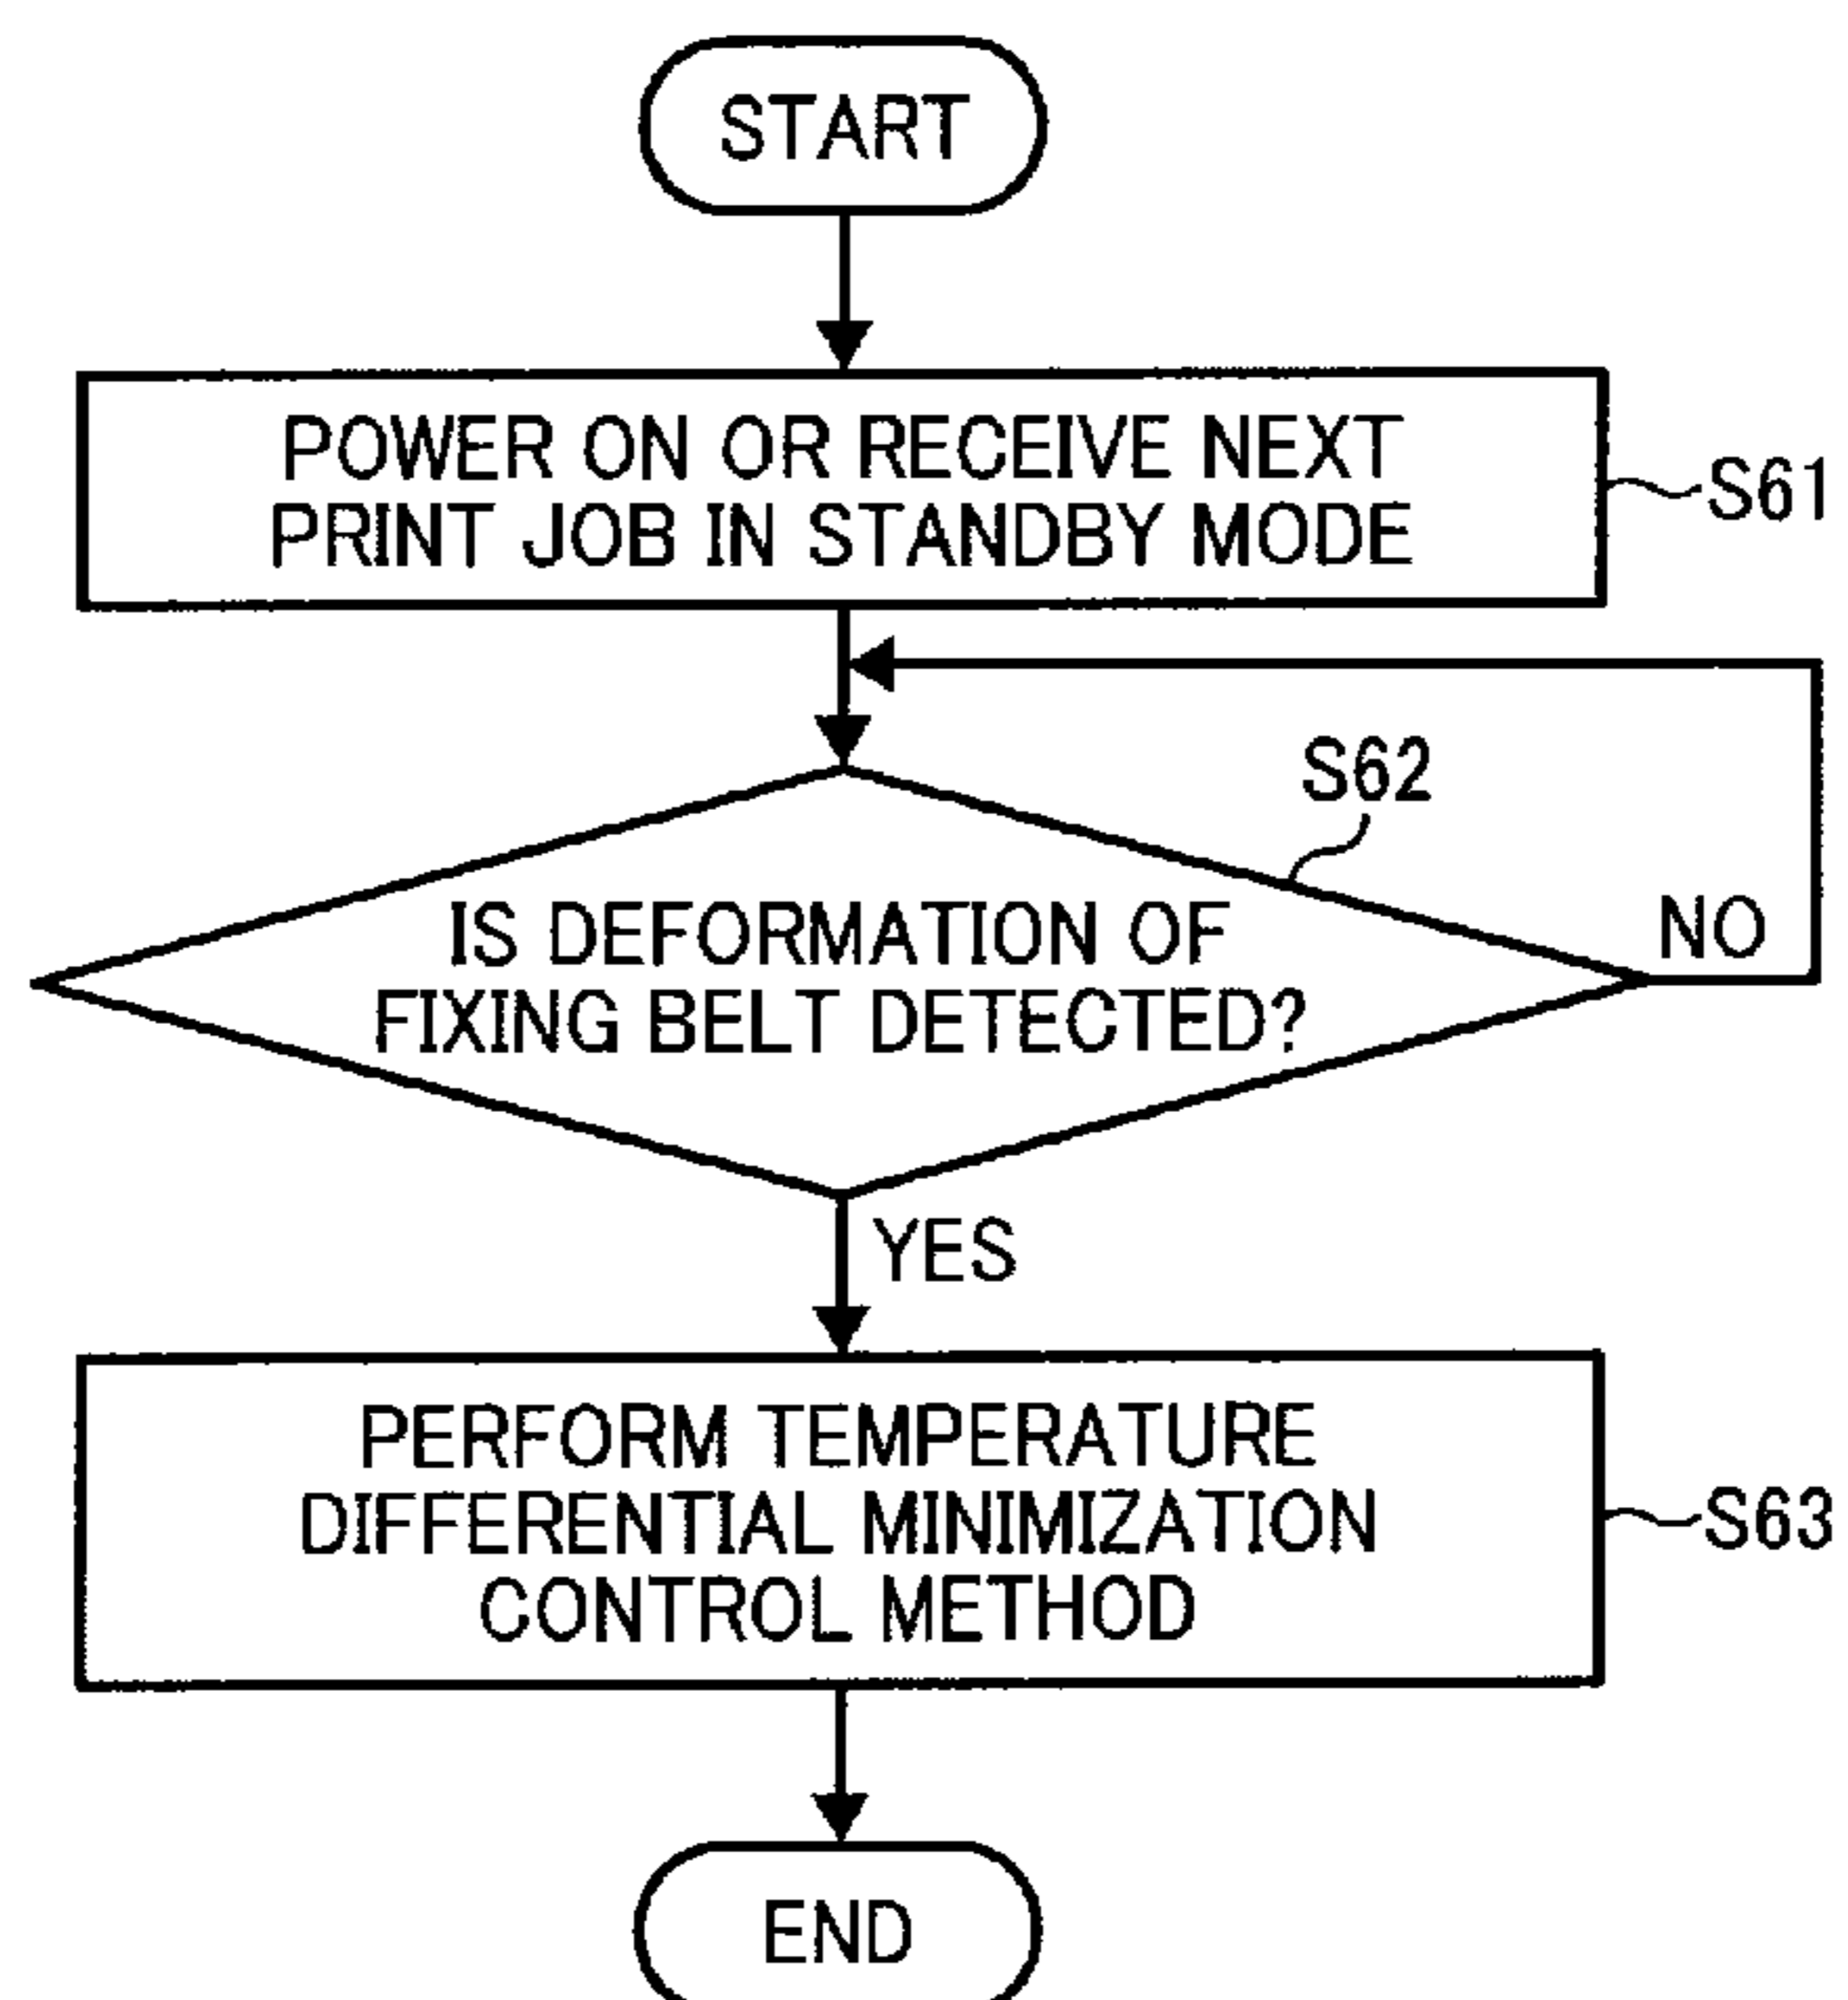 START
POWER ON OR RECEIVE NEXT
PRINT JOB IN STANDBY MODE
S61
S62
IS DEFORMATION OF
FIXING BELT DETECTED?
NO
YES
PERFORM TEMPERATURE
DIFFERENTIAL MINIMIZATION
CONTROL METHOD
S63
END